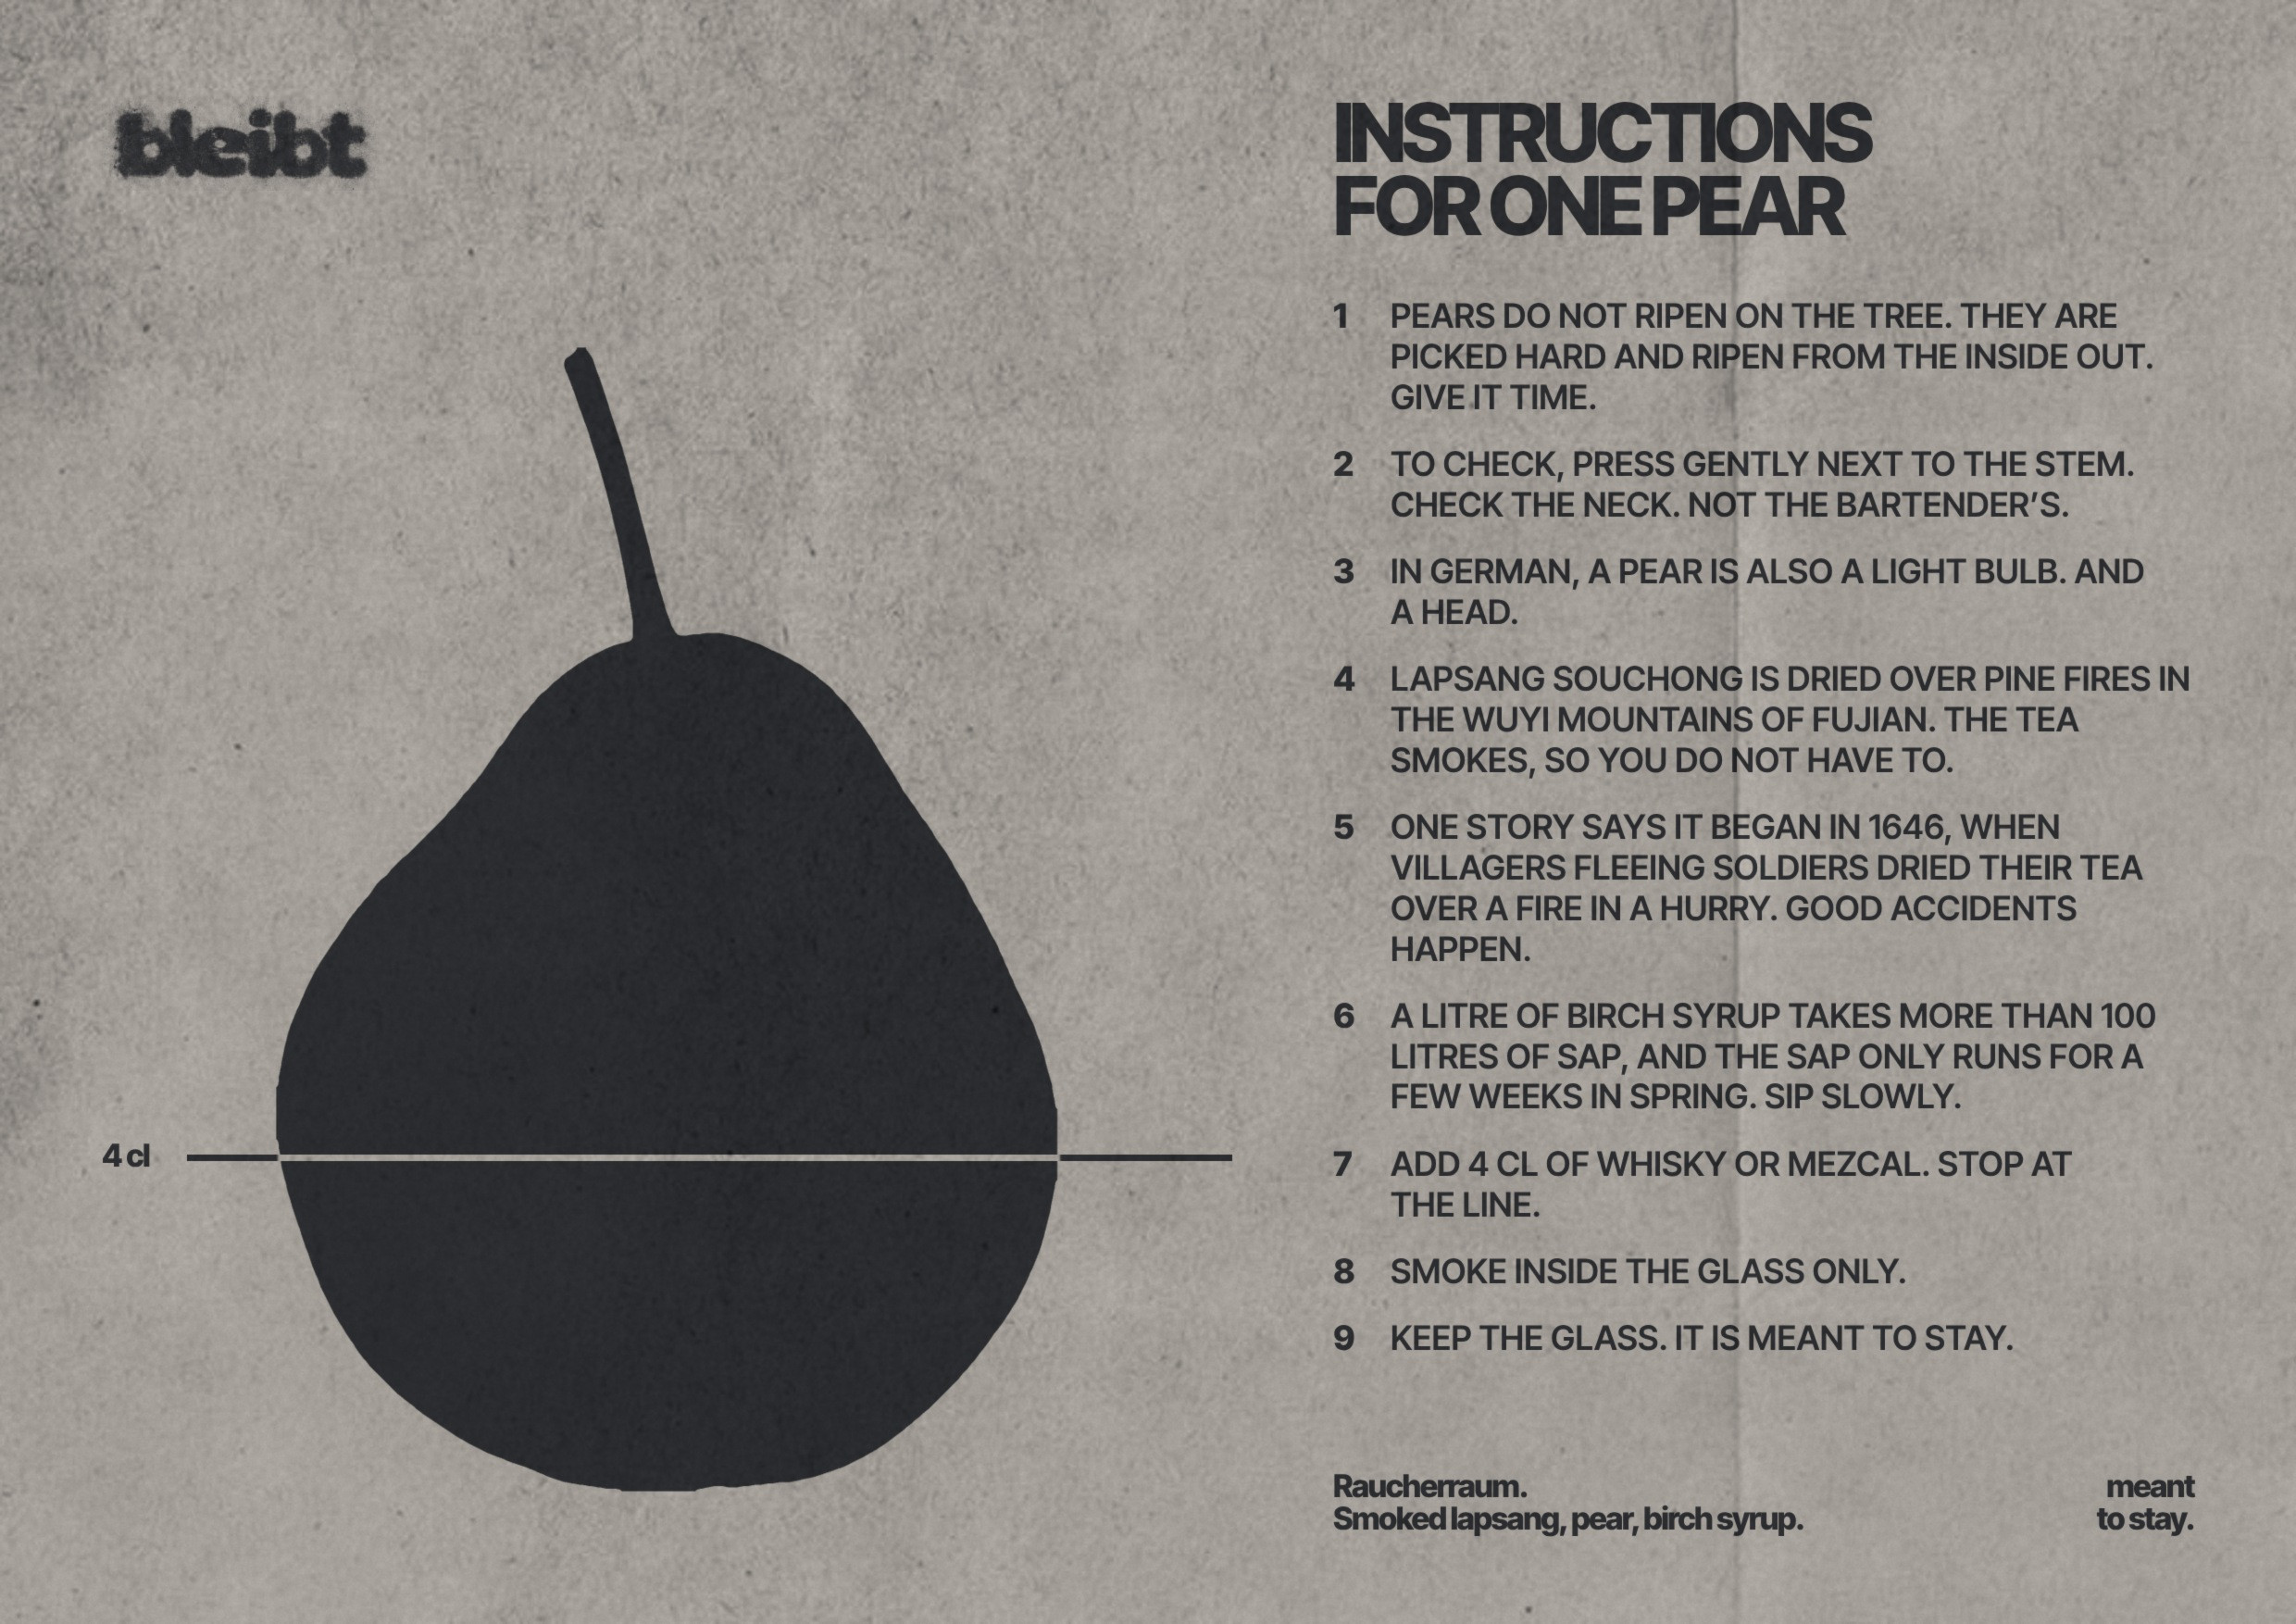 bleibt
INSTRUCTIONS
FOR ONE PEAR
1 PEARS DO NOT RIPEN ON THE TREE. THEY ARE
PICKED HARD AND RIPEN FROM THE INSIDE OUT.
GIVE IT TIME.
2 TO CHECK, PRESS GENTLY NEXT TO THE STEM.
CHECK THE NECK. NOT THE BARTENDER’S.
3 IN GERMAN, A PEAR IS ALSO A LIGHT BULB. AND
A HEAD.
4 LAPSANG SOUCHONG IS DRIED OVER PINE FIRES IN
THE WUYI MOUNTAINS OF FUJIAN. THE TEA
SMOKES, SO YOU DO NOT HAVE TO.
5 ONE STORY SAYS IT BEGAN IN 1646, WHEN
VILLAGERS FLEEING SOLDIERS DRIED THEIR TEA
OVER A FIRE IN A HURRY. GOOD ACCIDENTS
HAPPEN.
6 A LITRE OF BIRCH SYRUP TAKES MORE THAN 100
LITRES OF SAP, AND THE SAP ONLY RUNS FOR A
FEW WEEKS IN SPRING. SIP SLOWLY.
7 ADD 4 CL OF WHISKY OR MEZCAL. STOP AT
THE LINE.
8 SMOKE INSIDE THE GLASS ONLY.
9 KEEP THE GLASS. IT IS MEANT TO STAY.
4 cl
Raucherraum.
Smoked lapsang, pear, birch syrup.
meant
to stay.